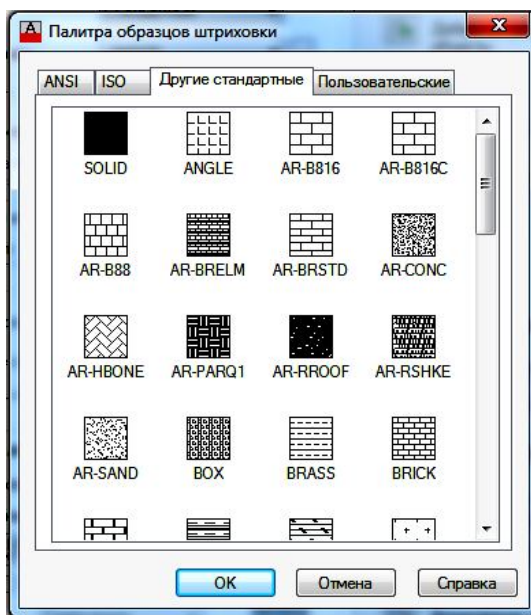 Палитра образцов штриховки
ANSI ISO Другие стандартные Пользовательские
SOLID ANGLE AR-B816 AR-B816C
AR-B88 AR-BRELM AR-BRSTD AR-CONC
AR-HBONE AR-PARQ1 AR-RROOF AR-RSHKE
AR-SAND BOX BRASS BRICK
OK Отмена Справка